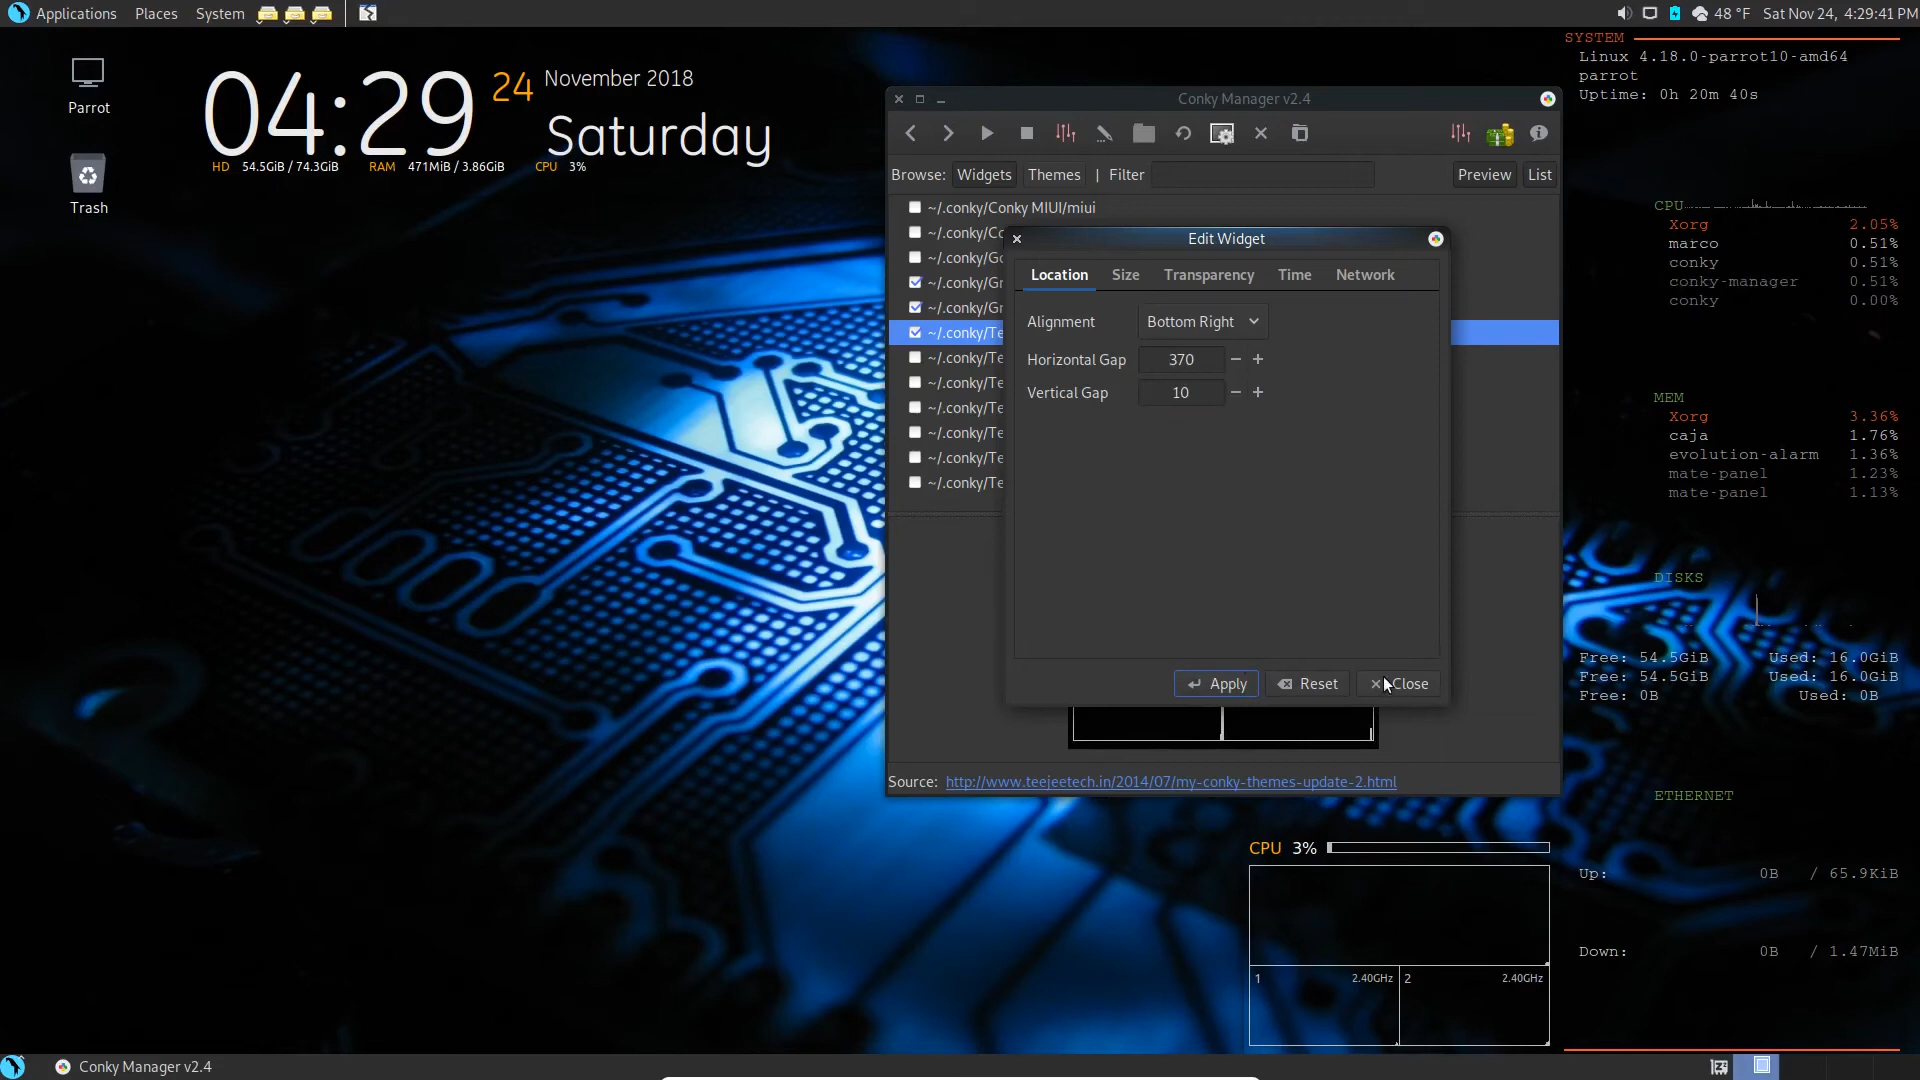 Applications Places System
48 °F Sat Nov 24, 4:29:41 PM
Parrot
Trash
04:29 24 November 2018
Saturday
HD 54.5GiB / 74.3GiB RAM 471MiB / 3.86GiB CPU 3%
Conky Manager v2.4
Browse: Widgets Themes | Filter Preview List
~/.conky/Conky MIUI/miui
~/.conky/Co
~/.conky/Go
~/.conky/Gr
~/.conky/Gr
~/.conky/Te
~/.conky/Te
~/.conky/Te
~/.conky/Te
~/.conky/Te
~/.conky/Te
~/.conky/Te
Edit Widget
Location Size Transparency Time Network
Alignment Bottom Right
Horizontal Gap 370 − +
Vertical Gap 10 − +
Apply Reset Close
Source: http://www.teejeetech.in/2014/07/my-conky-themes-update-2.html
CPU 3%
1 2.40GHz 2 2.40GHz
SYSTEM
Linux 4.18.0-parrot10-amd64
parrot
Uptime: 0h 20m 40s
CPU
Xorg 2.05%
marco 0.51%
conky 0.51%
conky-manager 0.51%
conky 0.00%
MEM
Xorg 3.36%
caja 1.76%
evolution-alarm 1.36%
mate-panel 1.23%
mate-panel 1.13%
DISKS
Free: 54.5GiB Used: 16.0GiB
Free: 54.5GiB Used: 16.0GiB
Free: 0B Used: 0B
ETHERNET
Up: 0B / 65.9KiB
Down: 0B / 1.47MiB
Conky Manager v2.4